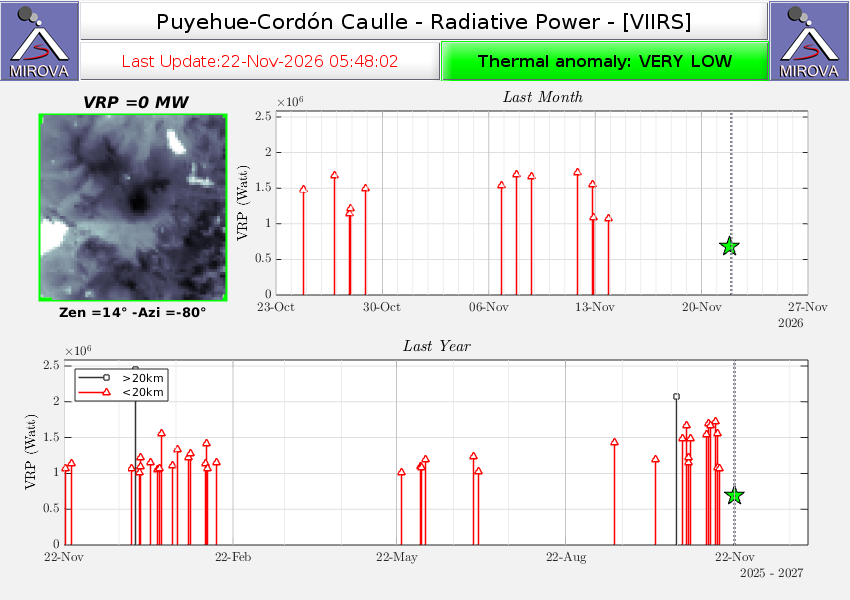 Puyehue-Cordón Caulle - Radiative Power - [VIIRS]
MIROVA
Last Update:22-Nov-2026 05:48:02
Thermal anomaly: VERY LOW
MIROVA
VRP =0 MW
Zen =14° -Azi =-80°
Last Month
×10⁶
VRP (Watt)
2.5
2
1.5
1
0.5
0
23-Oct
30-Oct
06-Nov
13-Nov
20-Nov
27-Nov
2026
Last Year
×10⁶
VRP (Watt)
2.5
2
1.5
1
0.5
0
>20km
<20km
22-Nov
22-Feb
22-May
22-Aug
22-Nov
2025 - 2027